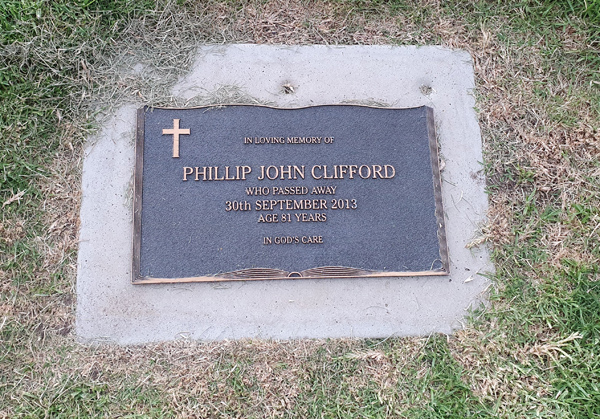 IN LOVING MEMORY OF
PHILLIP JOHN CLIFFORD
WHO PASSED AWAY
30th SEPTEMBER 2013
AGE 81 YEARS
IN GOD'S CARE